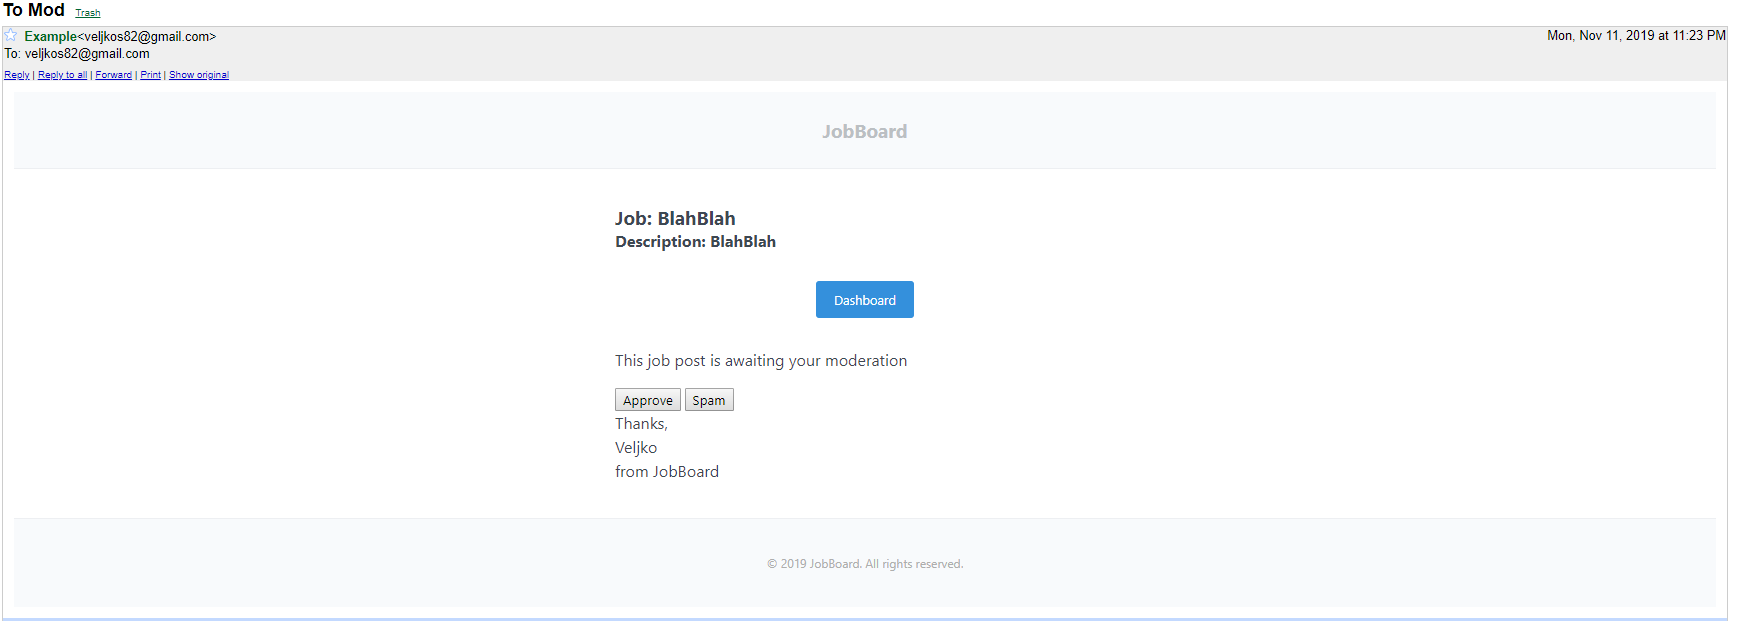 To Mod Trash
Example<veljkos82@gmail.com> Mon, Nov 11, 2019 at 11:23 PM
To: veljkos82@gmail.com
Reply | Reply to all | Forward | Print | Show original
JobBoard
Job: BlahBlah
Description: BlahBlah
Dashboard
This job post is awaiting your moderation
Approve Spam
Thanks,
Veljko
from JobBoard
© 2019 JobBoard. All rights reserved.